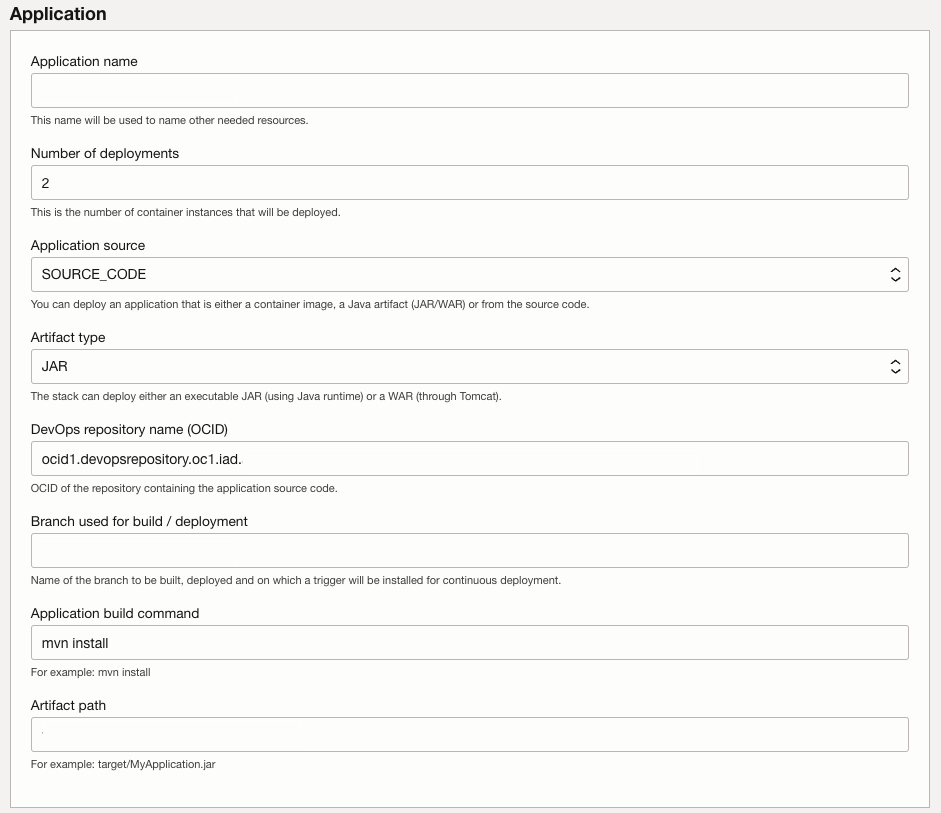 Application
Application name
This name will be used to name other needed resources.
Number of deployments
2
This is the number of container instances that will be deployed.
Application source
SOURCE_CODE
You can deploy an application that is either a container image, a Java artifact (JAR/WAR) or from the source code.
Artifact type
JAR
The stack can deploy either an executable JAR (using Java runtime) or a WAR (through Tomcat).
DevOps repository name (OCID)
ocid1.devopsrepository.oc1.iad.
OCID of the repository containing the application source code.
Branch used for build / deployment
Name of the branch to be built, deployed and on which a trigger will be installed for continuous deployment.
Application build command
mvn install
For example: mvn install
Artifact path
For example: target/MyApplication.jar